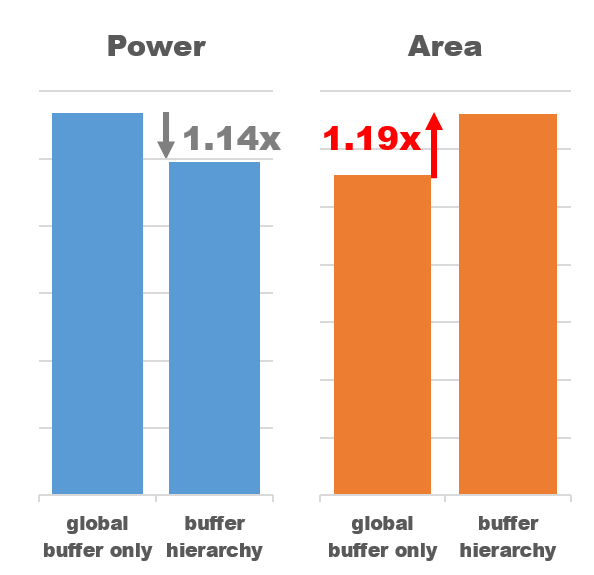 Power
Area
1.14x
1.19x
global
buffer only
buffer
hierarchy
global
buffer only
buffer
hierarchy